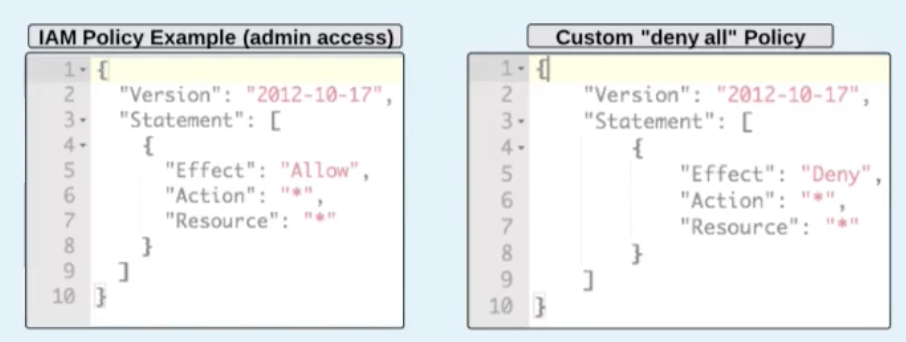 IAM Policy Example (admin access)
1 {
2 "Version": "2012-10-17",
3 "Statement": [
4 {
5 "Effect": "Allow",
6 "Action": "*",
7 "Resource": "*"
8 }
9 ]
10 }
Custom "deny all" Policy
1 {
2 "Version": "2012-10-17",
3 "Statement": [
4 {
5 "Effect": "Deny",
6 "Action": "*",
7 "Resource": "*"
8 }
9 ]
10 }